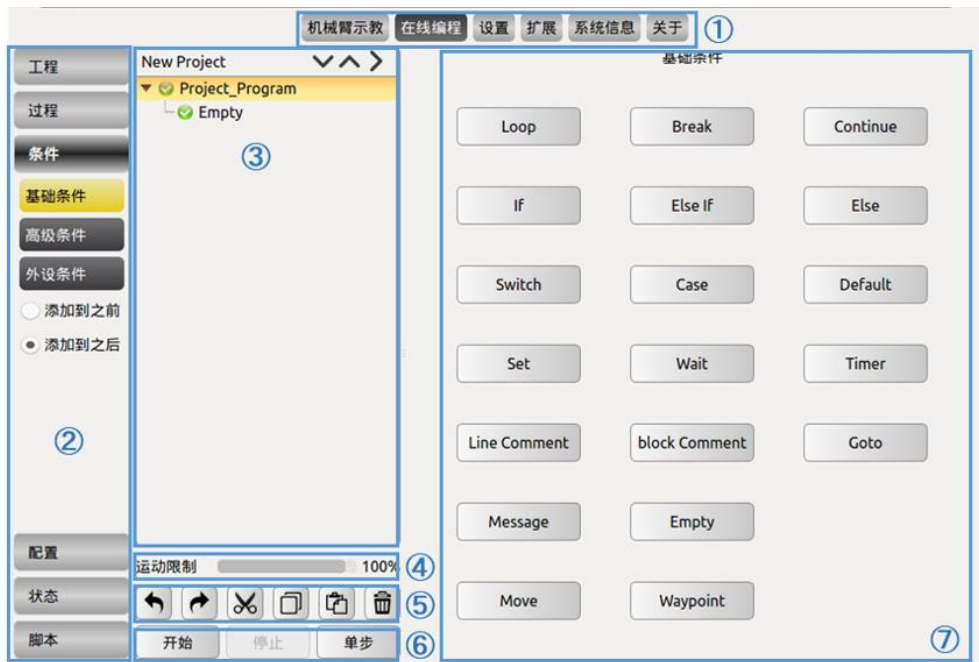 机械臂示教 在线编程 设置 扩展 系统信息 关于 ①
工程
过程
条件
基础条件
高级条件
外设条件
添加到之前
添加到之后
②
配置
状态
脚本
New Project
Project_Program
Empty
③
运动限制 100% ④
⑤
开始 停止 单步 ⑥
基础条件
Loop Break Continue
If Else If Else
Switch Case Default
Set Wait Timer
Line Comment block Comment Goto
Message Empty
Move Waypoint
⑦